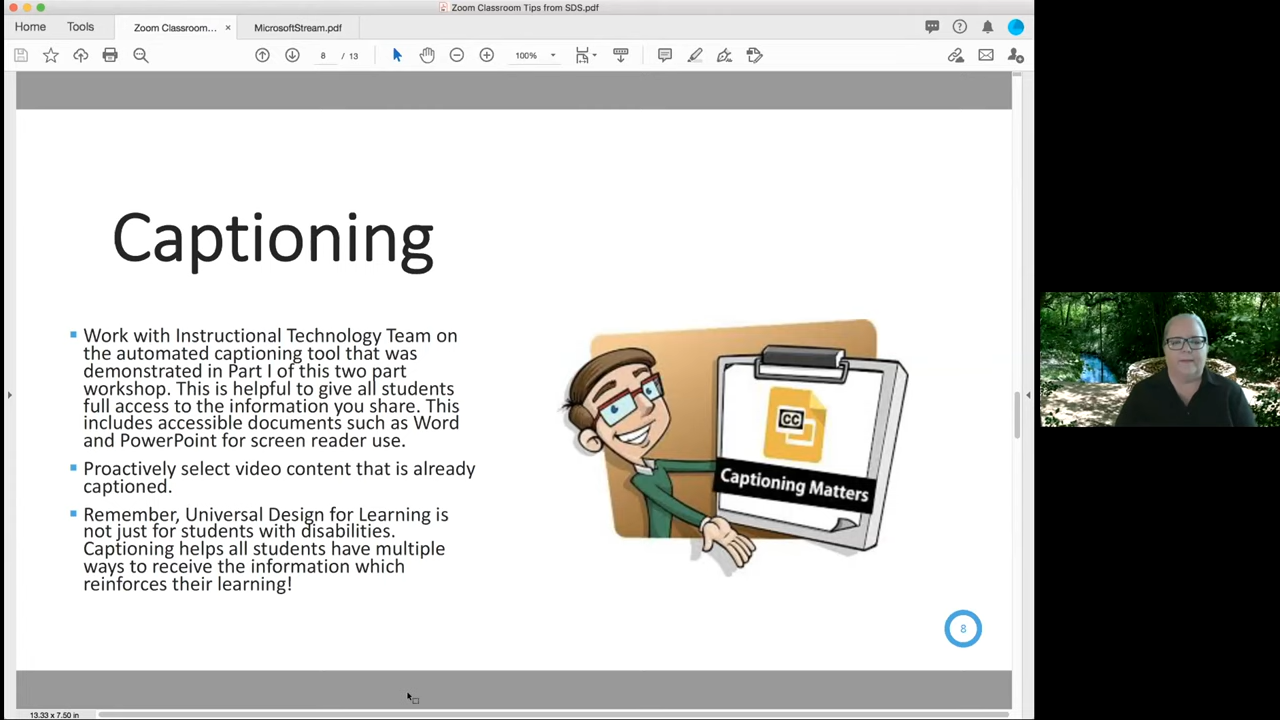 Zoom Classroom Tips from SDS.pdf
Home Tools Zoom Classroom... × MicrosoftStream.pdf
8 / 13 100%
Captioning
▪ Work with Instructional Technology Team on
the automated captioning tool that was
demonstrated in Part I of this two part
workshop. This is helpful to give all students
full access to the information you share. This
includes accessible documents such as Word
and PowerPoint for screen reader use.
▪ Proactively select video content that is already
captioned.
▪ Remember, Universal Design for Learning is
not just for students with disabilities.
Captioning helps all students have multiple
ways to receive the information which
reinforces their learning!
CC
Captioning Matters
8
13.33 x 7.50 in